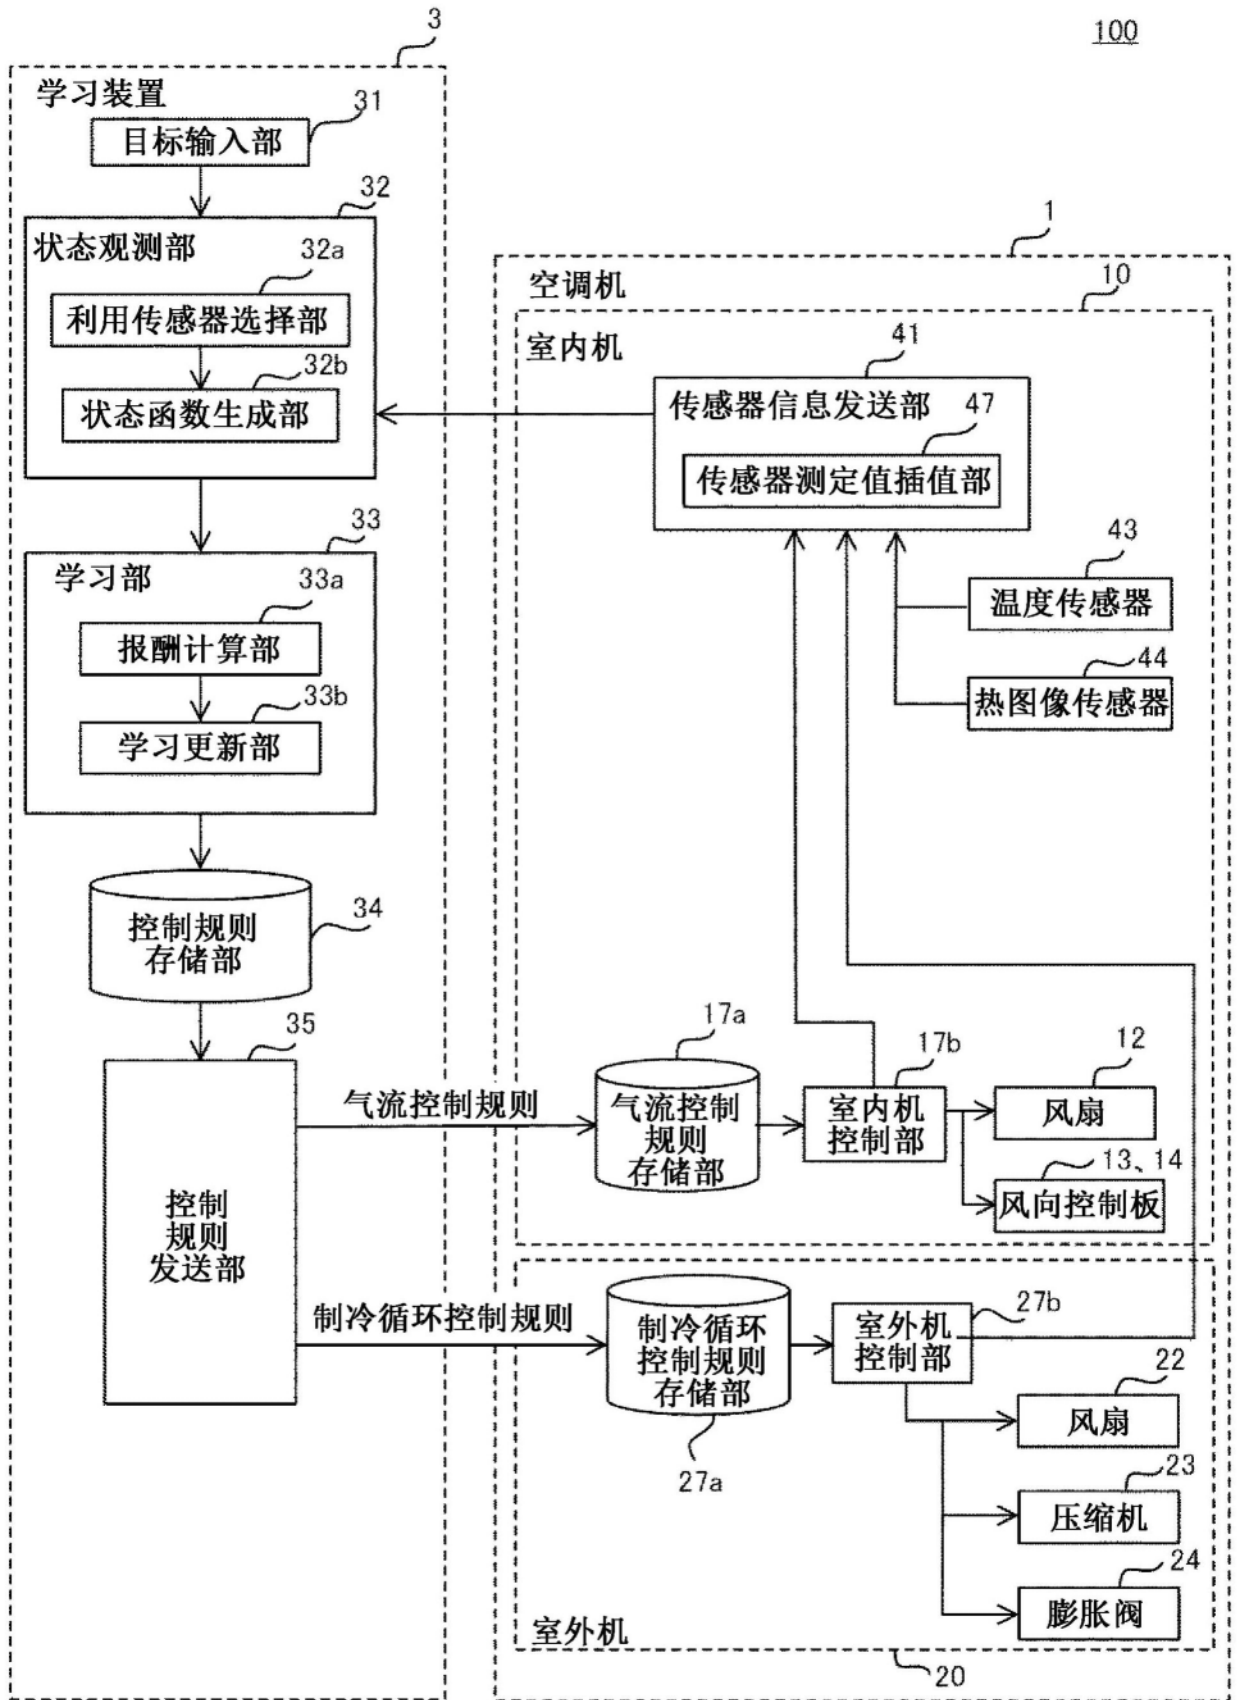 100
3
学习装置
31
目标输入部
32
状态观测部
32a
利用传感器选择部
32b
状态函数生成部
33
学习部
33a
报酬计算部
33b
学习更新部
34
控制规则
存储部
35
控制
规则
发送部
气流控制规则
制冷循环控制规则
1
空调机
10
室内机
41
传感器信息发送部
47
传感器测定值插值部
43
温度传感器
44
热图像传感器
17a
气流控制
规则
存储部
17b
室内机
控制部
12
风扇
13、14
风向控制板
制冷循环
控制规则
存储部
27a
室外机
控制部
27b
22
风扇
23
压缩机
24
膨胀阀
室外机
20